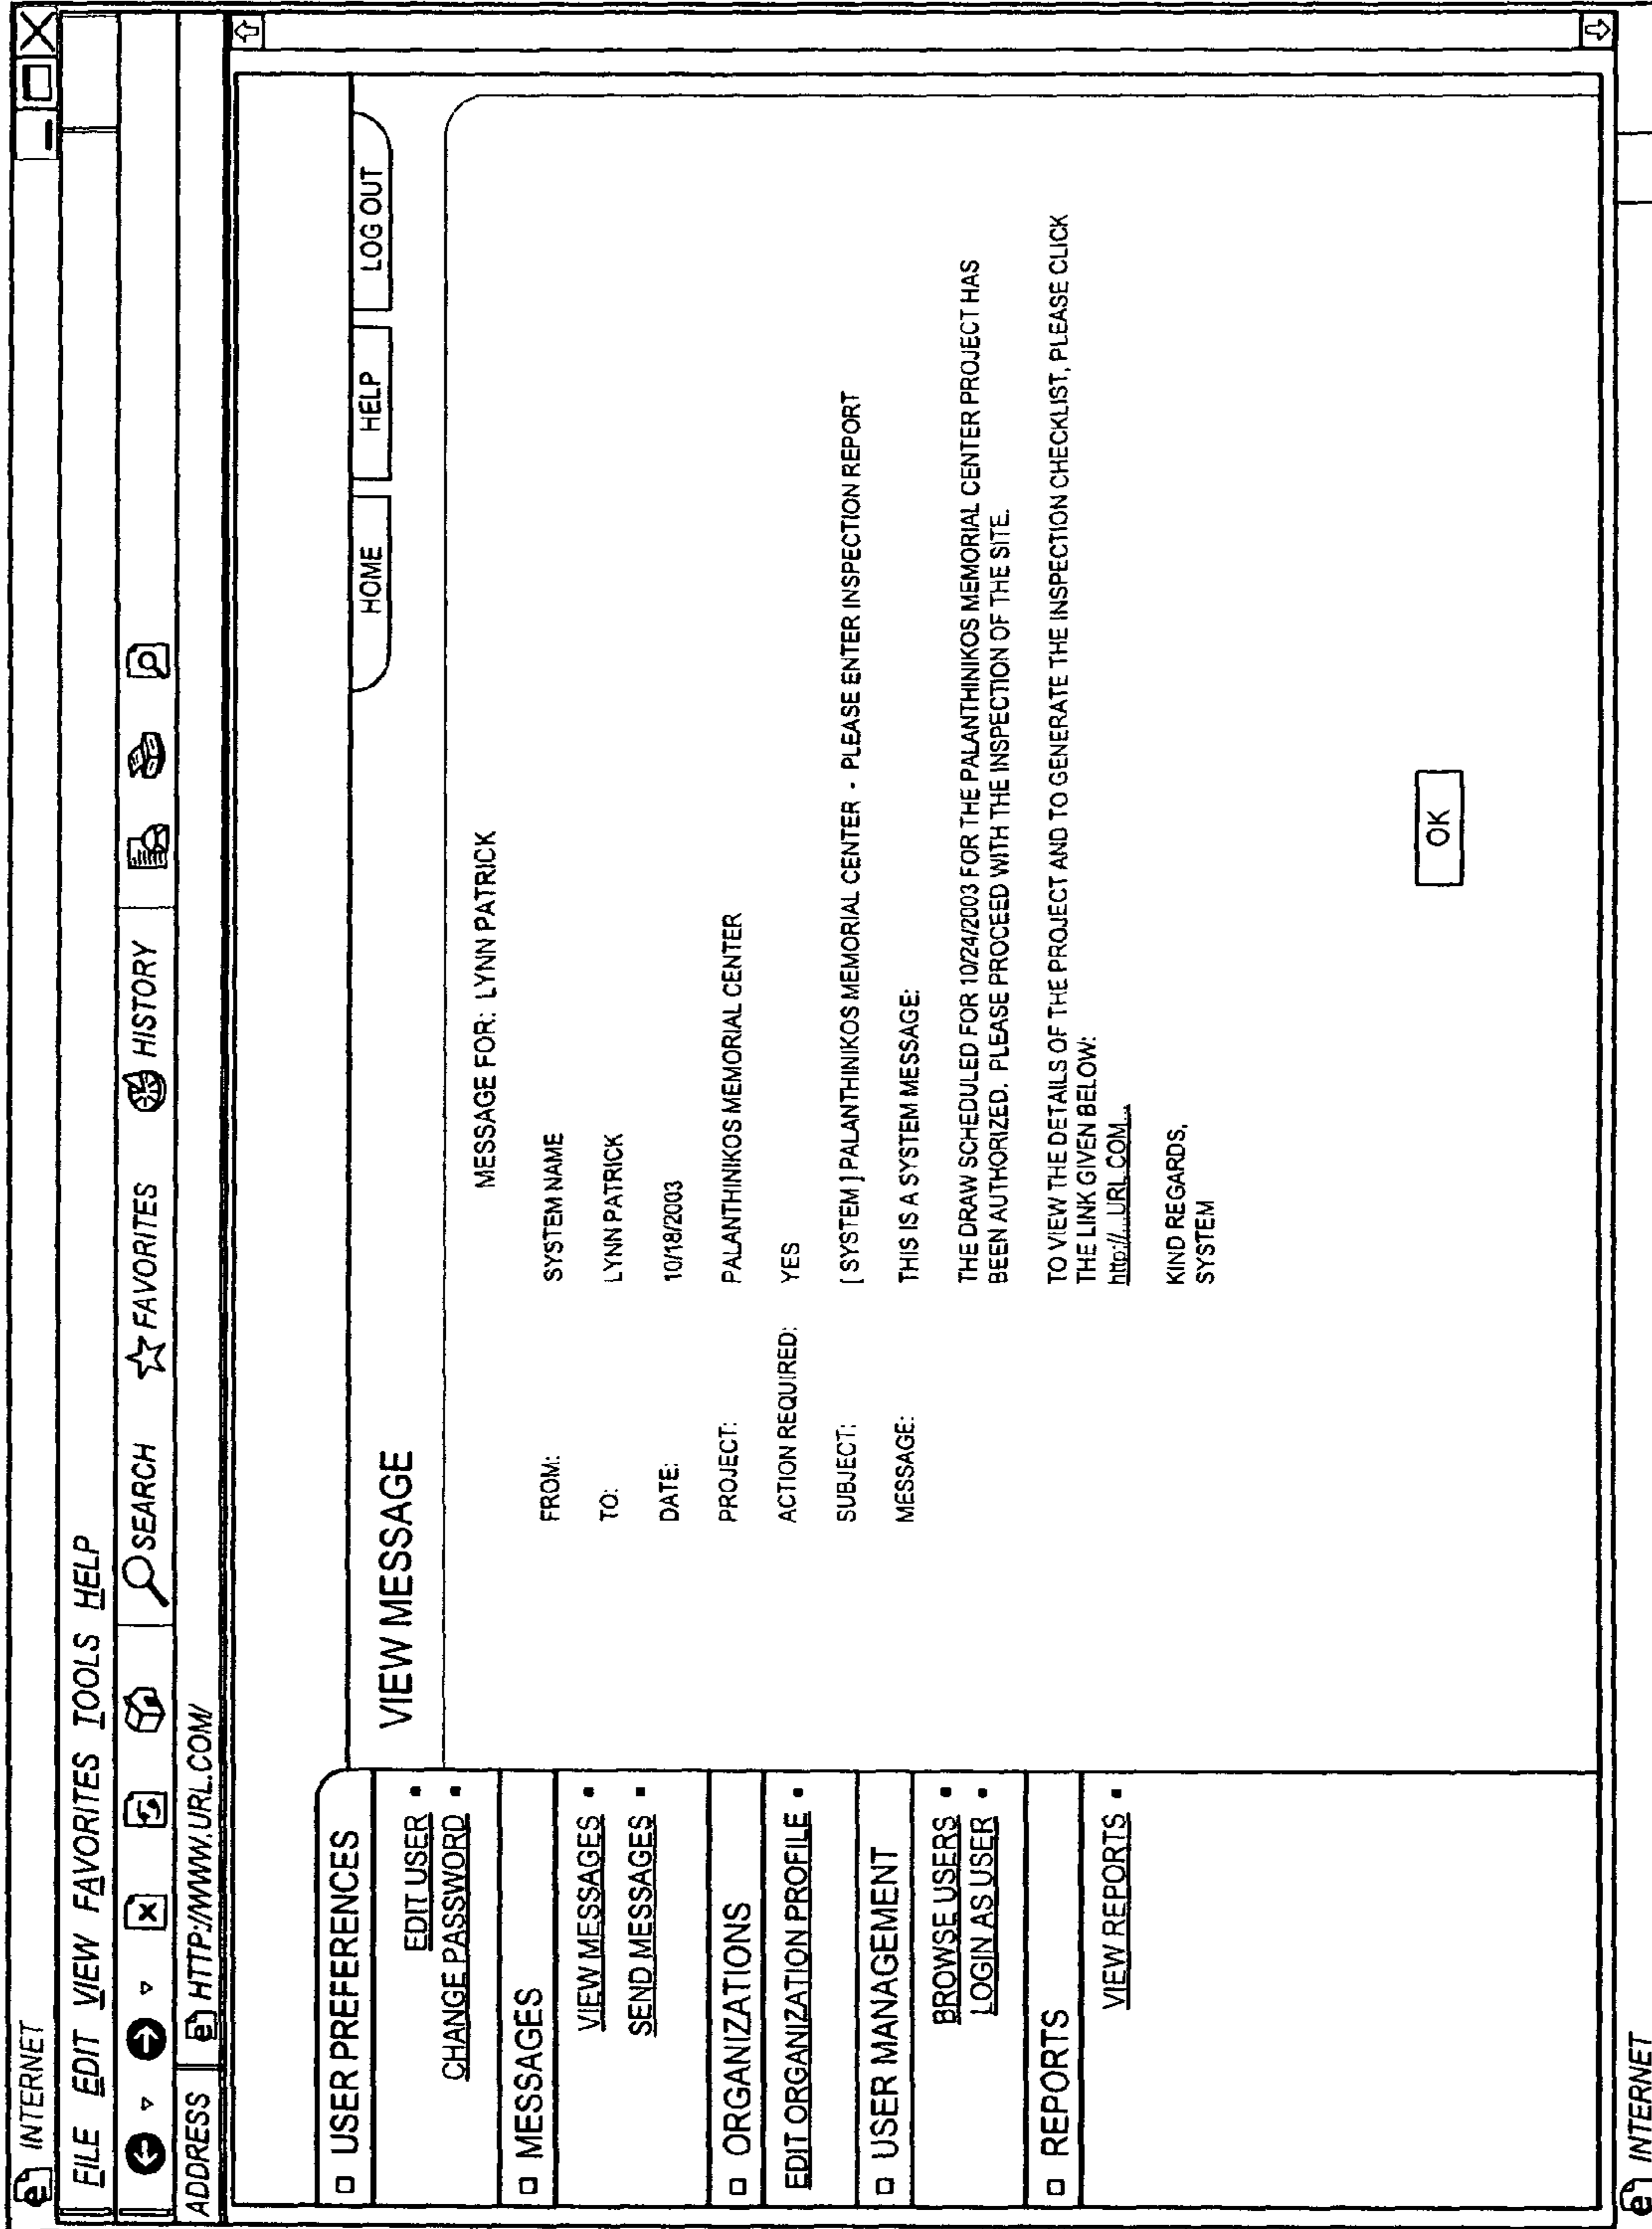 INTERNET
FILE EDIT VIEW FAVORITES TOOLS HELP
SEARCH FAVORITES HISTORY
ADDRESS HTTP://WWW.URL.COM/
USER PREFERENCES
EDIT USER
CHANGE PASSWORD
MESSAGES
VIEW MESSAGES
SEND MESSAGES
ORGANIZATIONS
EDIT ORGANIZATION PROFILE
USER MANAGEMENT
BROWSE USERS
LOGIN AS USER
REPORTS
VIEW REPORTS
HOME HELP LOG OUT
VIEW MESSAGE
MESSAGE FOR: LYNN PATRICK
FROM: SYSTEM NAME
TO: LYNN PATRICK
DATE: 10/18/2003
PROJECT: PALANTHINIKOS MEMORIAL CENTER
ACTION REQUIRED: YES
SUBJECT: [ SYSTEM ] PALANTHINIKOS MEMORIAL CENTER - PLEASE ENTER INSPECTION REPORT
MESSAGE: THIS IS A SYSTEM MESSAGE:
THE DRAW SCHEDULED FOR 10/24/2003 FOR THE PALANTHINIKOS MEMORIAL CENTER PROJECT HAS
BEEN AUTHORIZED. PLEASE PROCEED WITH THE INSPECTION OF THE SITE.
TO VIEW THE DETAILS OF THE PROJECT AND TO GENERATE THE INSPECTION CHECKLIST, PLEASE CLICK
THE LINK GIVEN BELOW:
http://...URL.COM...
KIND REGARDS,
SYSTEM
OK
INTERNET